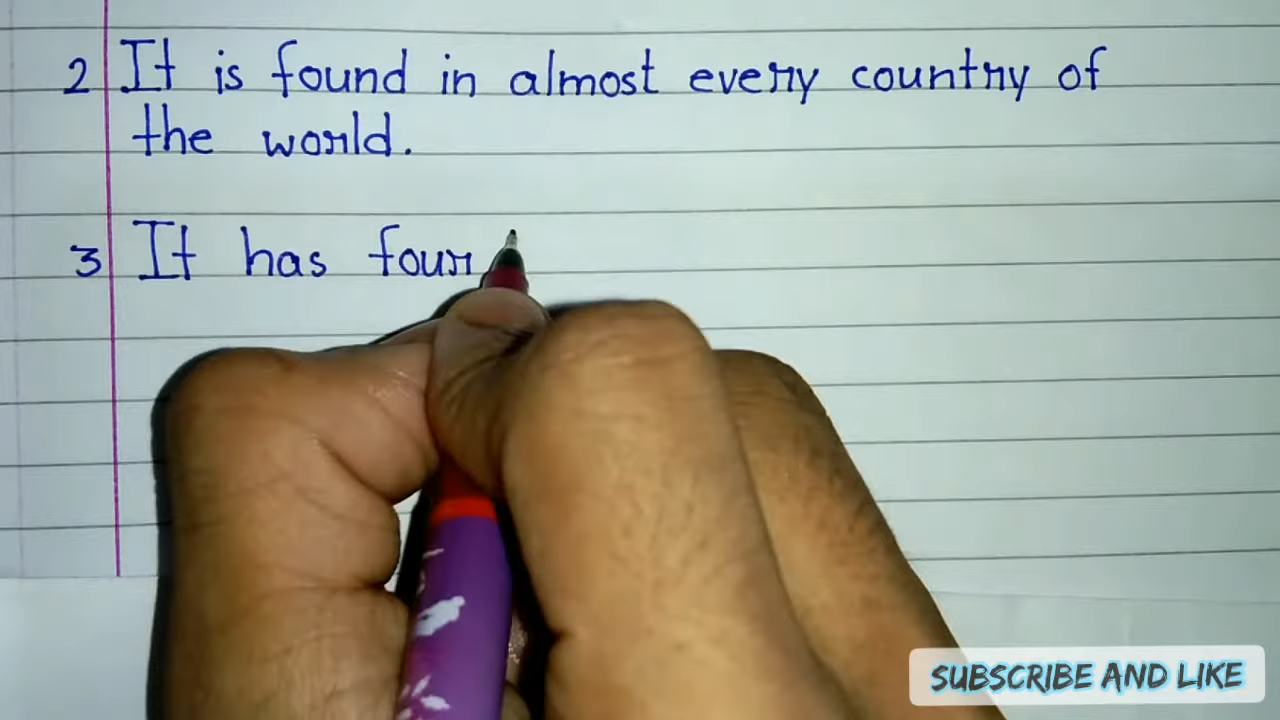 2 It is found in almost every country of
the world.
3 It has four
SUBSCRIBE AND LIKE